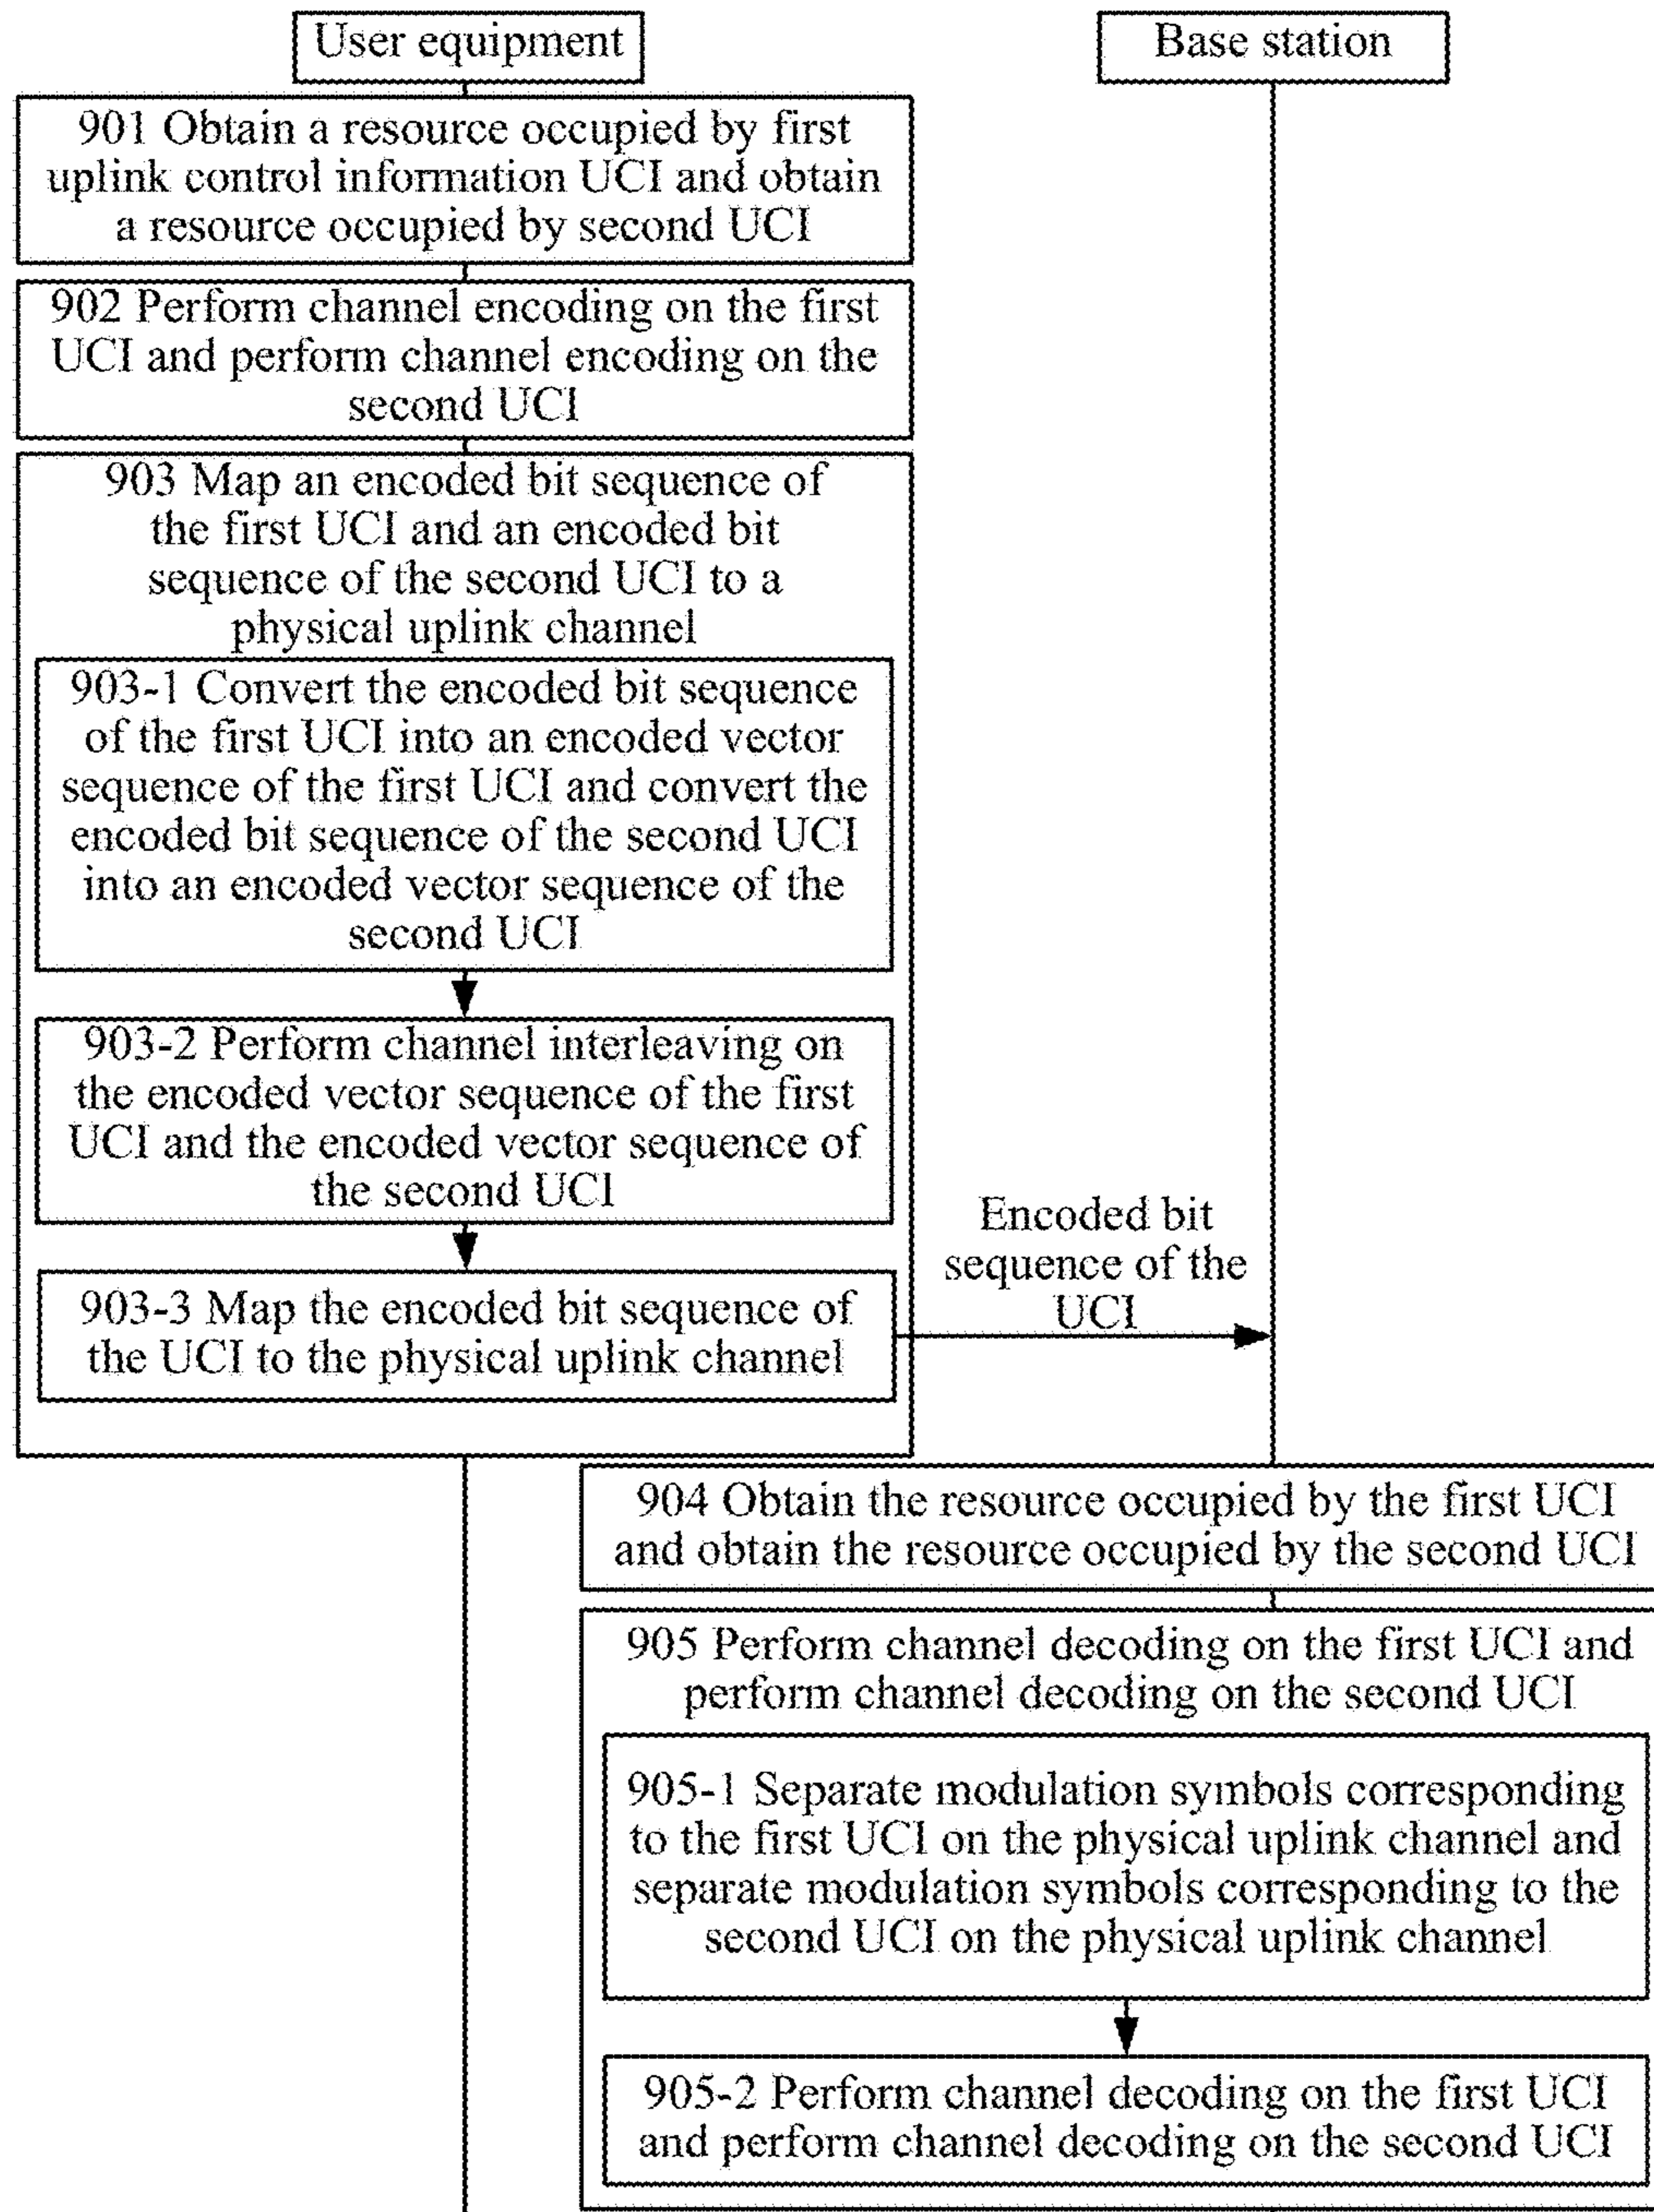 User equipment
Base station
901 Obtain a resource occupied by first
uplink control information UCI and obtain
a resource occupied by second UCI
902 Perform channel encoding on the first
UCI and perform channel encoding on the
second UCI
903 Map an encoded bit sequence of
the first UCI and an encoded bit
sequence of the second UCI to a
physical uplink channel
903-1 Convert the encoded bit sequence
of the first UCI into an encoded vector
sequence of the first UCI and convert the
encoded bit sequence of the second UCI
into an encoded vector sequence of the
second UCI
903-2 Perform channel interleaving on
the encoded vector sequence of the first
UCI and the encoded vector sequence of
the second UCI
903-3 Map the encoded bit sequence of
the UCI to the physical uplink channel
Encoded bit
sequence of the
UCI
904 Obtain the resource occupied by the first UCI
and obtain the resource occupied by the second UCI
905 Perform channel decoding on the first UCI and
perform channel decoding on the second UCI
905-1 Separate modulation symbols corresponding
to the first UCI on the physical uplink channel and
separate modulation symbols corresponding to the
second UCI on the physical uplink channel
905-2 Perform channel decoding on the first UCI
and perform channel decoding on the second UCI